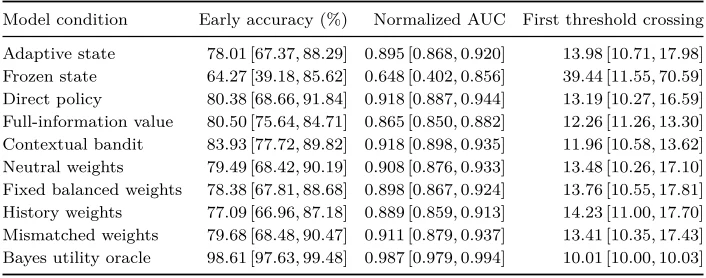 Model condition Early accuracy (%) Normalized AUC First threshold crossing
Adaptive state 78.01 [67.37, 88.29] 0.895 [0.868, 0.920] 13.98 [10.71, 17.98]
Frozen state 64.27 [39.18, 85.62] 0.648 [0.402, 0.856] 39.44 [11.55, 70.59]
Direct policy 80.38 [68.66, 91.84] 0.918 [0.887, 0.944] 13.19 [10.27, 16.59]
Full-information value 80.50 [75.64, 84.71] 0.865 [0.850, 0.882] 12.26 [11.26, 13.30]
Contextual bandit 83.93 [77.72, 89.82] 0.918 [0.898, 0.935] 11.96 [10.58, 13.62]
Neutral weights 79.49 [68.42, 90.19] 0.908 [0.876, 0.933] 13.48 [10.26, 17.10]
Fixed balanced weights 78.38 [67.81, 88.68] 0.898 [0.867, 0.924] 13.76 [10.55, 17.81]
History weights 77.09 [66.96, 87.18] 0.889 [0.859, 0.913] 14.23 [11.00, 17.70]
Mismatched weights 79.68 [68.48, 90.47] 0.911 [0.879, 0.937] 13.41 [10.35, 17.43]
Bayes utility oracle 98.61 [97.63, 99.48] 0.987 [0.979, 0.994] 10.01 [10.00, 10.03]